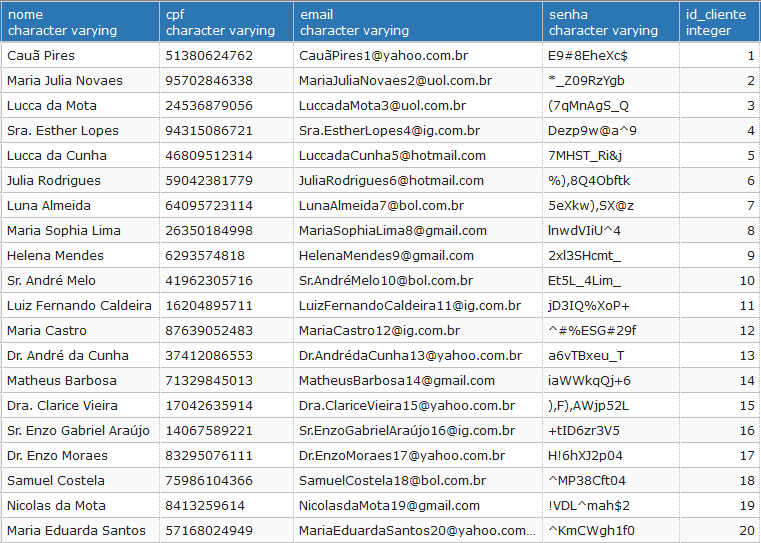 nome cpf email senha id_cliente
character varying character varying character varying character varying integer
Cauã Pires 51380624762 CauãPires1@yahoo.com.br E9#8EheXc$ 1
Maria Julia Novaes 95702846338 MariaJuliaNovaes2@uol.com.br *_Z09RzYgb 2
Lucca da Mota 24536879056 LuccadaMota3@uol.com.br (7qMnAgS_Q 3
Sra. Esther Lopes 94315086721 Sra.EstherLopes4@ig.com.br Dezp9w@a^9 4
Lucca da Cunha 46809512314 LuccadaCunha5@hotmail.com 7MHST_Ri&j 5
Julia Rodrigues 59042381779 JuliaRodrigues6@hotmail.com %),8Q4Obftk 6
Luna Almeida 64095723114 LunaAlmeida7@bol.com.br 5eXkw),SX@z 7
Maria Sophia Lima 26350184998 MariaSophiaLima8@gmail.com lnwdVIiU^4 8
Helena Mendes 6293574818 HelenaMendes9@gmail.com 2xl3SHcmt_ 9
Sr. André Melo 41962305716 Sr.AndréMelo10@bol.com.br Et5L_4Lim_ 10
Luiz Fernando Caldeira 16204895711 LuizFernandoCaldeira11@ig.com.br jD3IQ%XoP+ 11
Maria Castro 87639052483 MariaCastro12@ig.com.br ^#%ESG#29f 12
Dr. André da Cunha 37412086553 Dr.AndrédaCunha13@yahoo.com.br a6vTBxeu_T 13
Matheus Barbosa 71329845013 MatheusBarbosa14@gmail.com iaWWkqQj+6 14
Dra. Clarice Vieira 17042635914 Dra.ClariceVieira15@yahoo.com.br ),F),AWjp52L 15
Sr. Enzo Gabriel Araújo 14067589221 Sr.EnzoGabrielAraújo16@ig.com.br +tID6zr3V5 16
Dr. Enzo Moraes 83295076111 Dr.EnzoMoraes17@yahoo.com.br H!6hXJ2p04 17
Samuel Costela 75986104366 SamuelCostela18@bol.com.br ^MP38Cft04 18
Nicolas da Mota 8413259614 NicolasdaMota19@gmail.com !VDL^mah$2 19
Maria Eduarda Santos 57168024949 MariaEduardaSantos20@yahoo.com... ^KmCWgh1f0 20